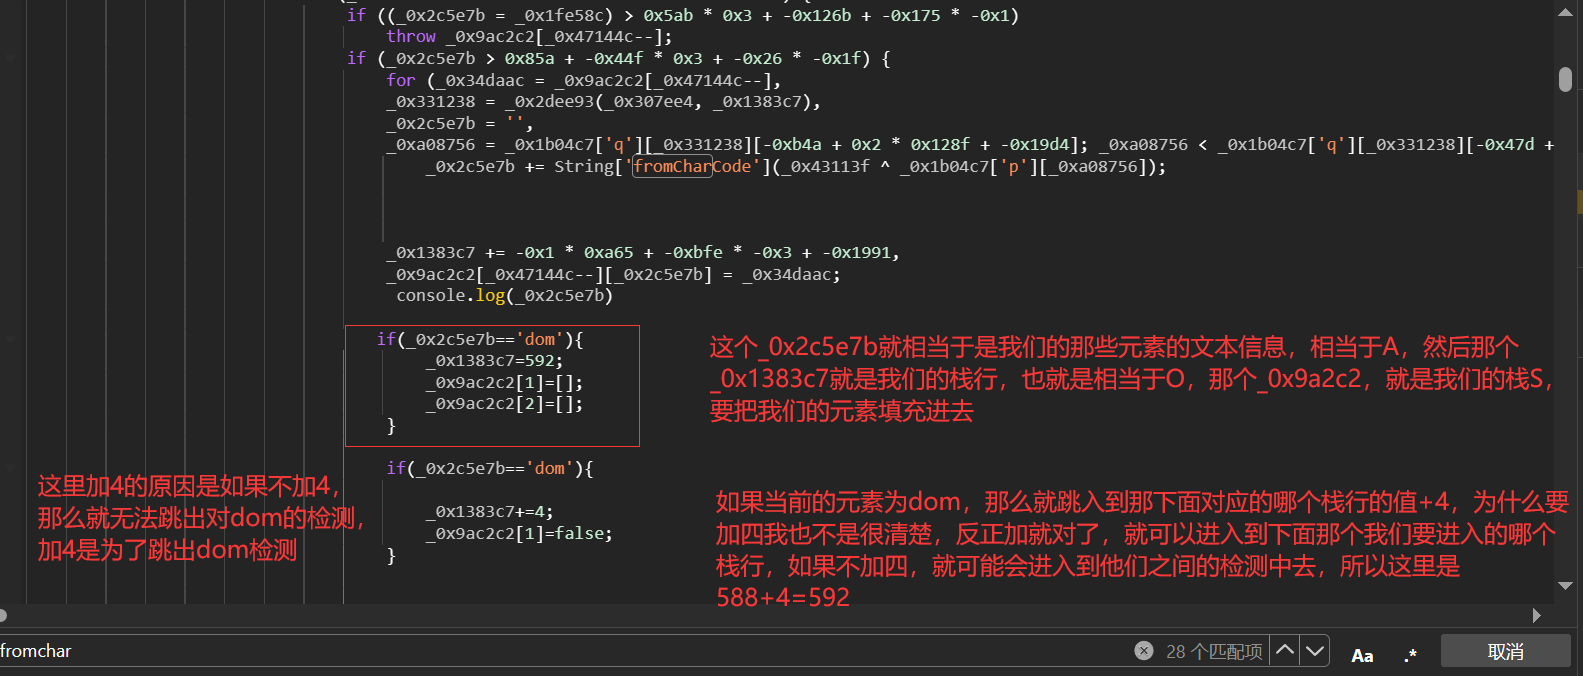 if ((_0x2c5e7b = _0x1fe58c) > 0x5ab * 0x3 + -0x126b + -0x175 * -0x1)
throw _0x9ac2c2[_0x47144c--];
if (_0x2c5e7b > 0x85a + -0x44f * 0x3 + -0x26 * -0x1f) {
for (_0x34daac = _0x9ac2c2[_0x47144c--],
_0x331238 = _0x2dee93(_0x307ee4, _0x1383c7),
_0x2c5e7b = '',
_0xa08756 = _0x1b04c7['q'][_0x331238][-0xb4a + 0x2 * 0x128f + -0x19d4]; _0xa08756 < _0x1b04c7['q'][_0x331238][-0x47d +
_0x2c5e7b += String['fromCharCode'](_0x43113f ^ _0x1b04c7['p'][_0xa08756]);
_0x1383c7 += -0x1 * 0xa65 + -0xbfe * -0x3 + -0x1991,
_0x9ac2c2[_0x47144c--][_0x2c5e7b] = _0x34daac;
console.log(_0x2c5e7b)
if(_0x2c5e7b=='dom'){
_0x1383c7=592;
_0x9ac2c2[1]=[];
_0x9ac2c2[2]=[];
}
这个_0x2c5e7b就相当于是我们的那些元素的文本信息，相当于A，然后那个
_0x1383c7就是我们的栈行，也就是相当于O，那个_0x9a2c2，就是我们的栈S，
要把我们的元素填充进去
if(_0x2c5e7b=='dom'){
_0x1383c7+=4;
_0x9ac2c2[1]=false;
}
这里加4的原因是如果不加4，
那么就无法跳出对dom的检测，
加4是为了跳出dom检测
如果当前的元素为dom，那么就跳入到那下面对应的哪个栈行的值+4，为什么要
加四我也不是很清楚，反正加就对了，就可以进入到下面那个我们要进入的哪个
栈行，如果不加四，就可能会进入到他们之间的检测中去，所以这里是
588+4=592
fromchar
28 个匹配项
Aa
.*
取消